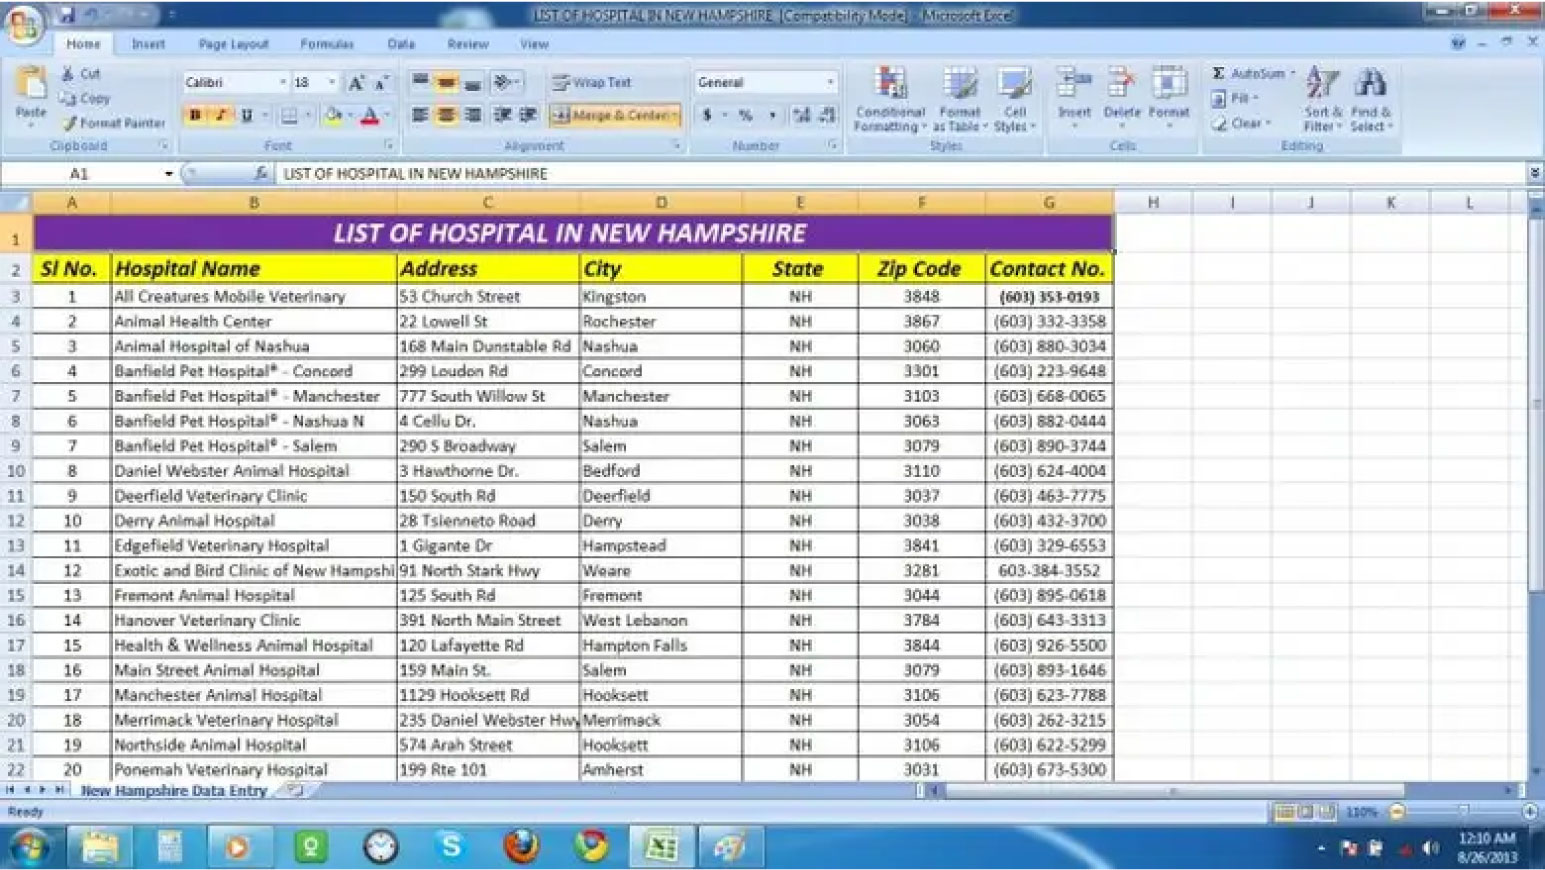 LIST OF HOSPITAL IN NEW HAMPSHIRE [Compatibility Mode] - Microsoft Excel
Home Insert Page Layout Formulas Data Review View
Cut
Copy
Format Painter
Paste
Clipboard
Calibri 18
B I U
Font
Wrap Text
Merge & Center
Alignment
General
$ % ,
Number
Conditional Formatting
Format as Table
Cell Styles
Styles
Insert Delete Format
Cells
Σ AutoSum
Fill
Clear
Sort & Filter
Find & Select
Editing
A1 fx LIST OF HOSPITAL IN NEW HAMPSHIRE
A B C D E F G H I J K L
1 LIST OF HOSPITAL IN NEW HAMPSHIRE
2 Sl No. Hospital Name Address City State Zip Code Contact No.
3 1 All Creatures Mobile Veterinary 53 Church Street Kingston NH 3848 (603) 353-0193
4 2 Animal Health Center 22 Lowell St Rochester NH 3867 (603) 332-3358
5 3 Animal Hospital of Nashua 168 Main Dunstable Rd Nashua NH 3060 (603) 880-3034
6 4 Banfield Pet Hospital® - Concord 299 Loudon Rd Concord NH 3301 (603) 223-9648
7 5 Banfield Pet Hospital® - Manchester 777 South Willow St Manchester NH 3103 (603) 668-0065
8 6 Banfield Pet Hospital® - Nashua N 4 Cellu Dr. Nashua NH 3063 (603) 882-0444
9 7 Banfield Pet Hospital® - Salem 290 S Broadway Salem NH 3079 (603) 890-3744
10 8 Daniel Webster Animal Hospital 3 Hawthorne Dr. Bedford NH 3110 (603) 624-4004
11 9 Deerfield Veterinary Clinic 150 South Rd Deerfield NH 3037 (603) 463-7775
12 10 Derry Animal Hospital 28 Tsienneto Road Derry NH 3038 (603) 432-3700
13 11 Edgefield Veterinary Hospital 1 Gigante Dr Hampstead NH 3841 (603) 329-6553
14 12 Exotic and Bird Clinic of New Hampshi 91 North Stark Hwy Weare NH 3281 603-384-3552
15 13 Fremont Animal Hospital 125 South Rd Fremont NH 3044 (603) 895-0618
16 14 Hanover Veterinary Clinic 391 North Main Street West Lebanon NH 3784 (603) 643-3313
17 15 Health & Wellness Animal Hospital 120 Lafayette Rd Hampton Falls NH 3844 (603) 926-5500
18 16 Main Street Animal Hospital 159 Main St. Salem NH 3079 (603) 893-1646
19 17 Manchester Animal Hospital 1129 Hooksett Rd Hooksett NH 3106 (603) 623-7788
20 18 Merrimack Veterinary Hospital 235 Daniel Webster Hwy Merrimack NH 3054 (603) 262-3215
21 19 Northside Animal Hospital 574 Arah Street Hooksett NH 3106 (603) 622-5299
22 20 Ponemah Veterinary Hospital 199 Rte 101 Amherst NH 3031 (603) 673-5300
New Hampshire Data Entry
Ready 110%
12:10 AM
8/26/2013